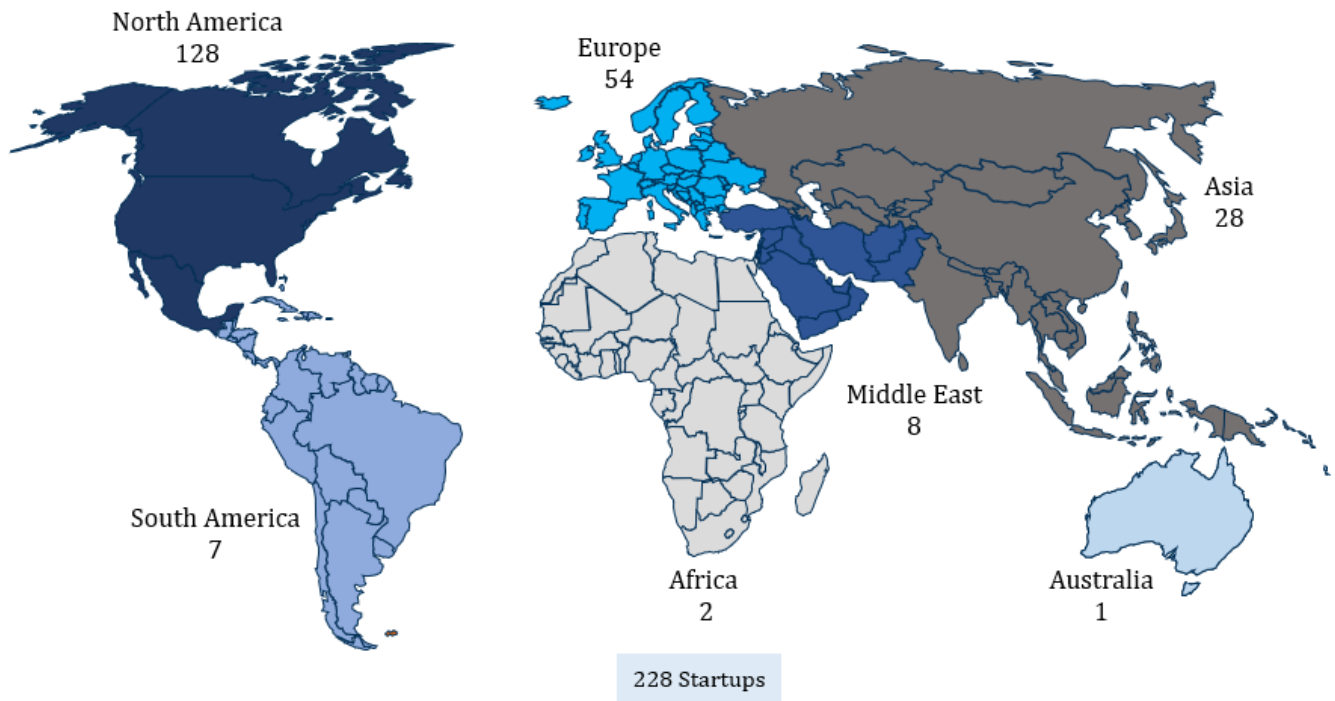 North America
128
Europe
54
Asia
28
Middle East
8
South America
7
Africa
2
Australia
1
228 Startups